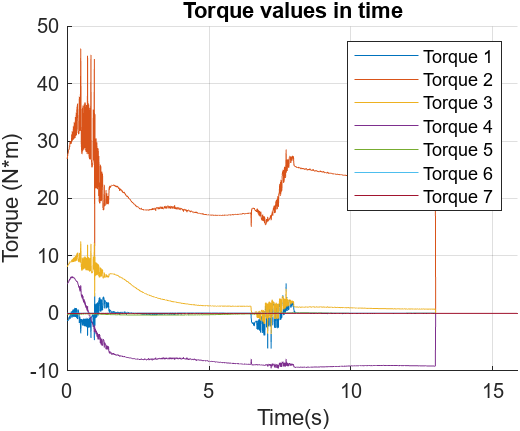 Torque values in time
50
40
30
20
10
0
-10
Torque (N*m)
Torque 1
Torque 2
Torque 3
Torque 4
Torque 5
Torque 6
Torque 7
0
5
10
15
Time(s)